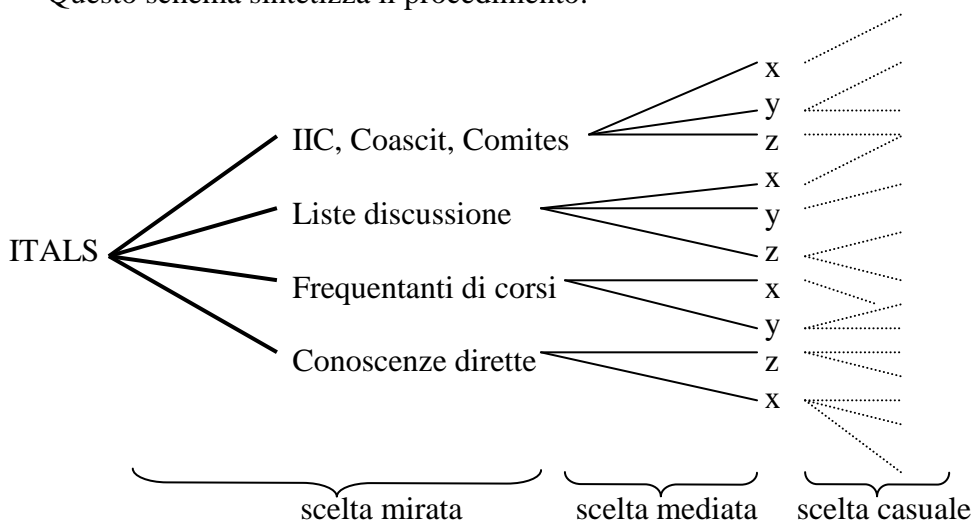 Questo schema sintetizza il procedimento:
x
y
IIC, Coascit, Comites
z
x
Liste discussione
y
ITALS
z
Frequentanti di corsi
x
y
Conoscenze dirette
z
x
scelta mirata
scelta mediata
scelta casuale